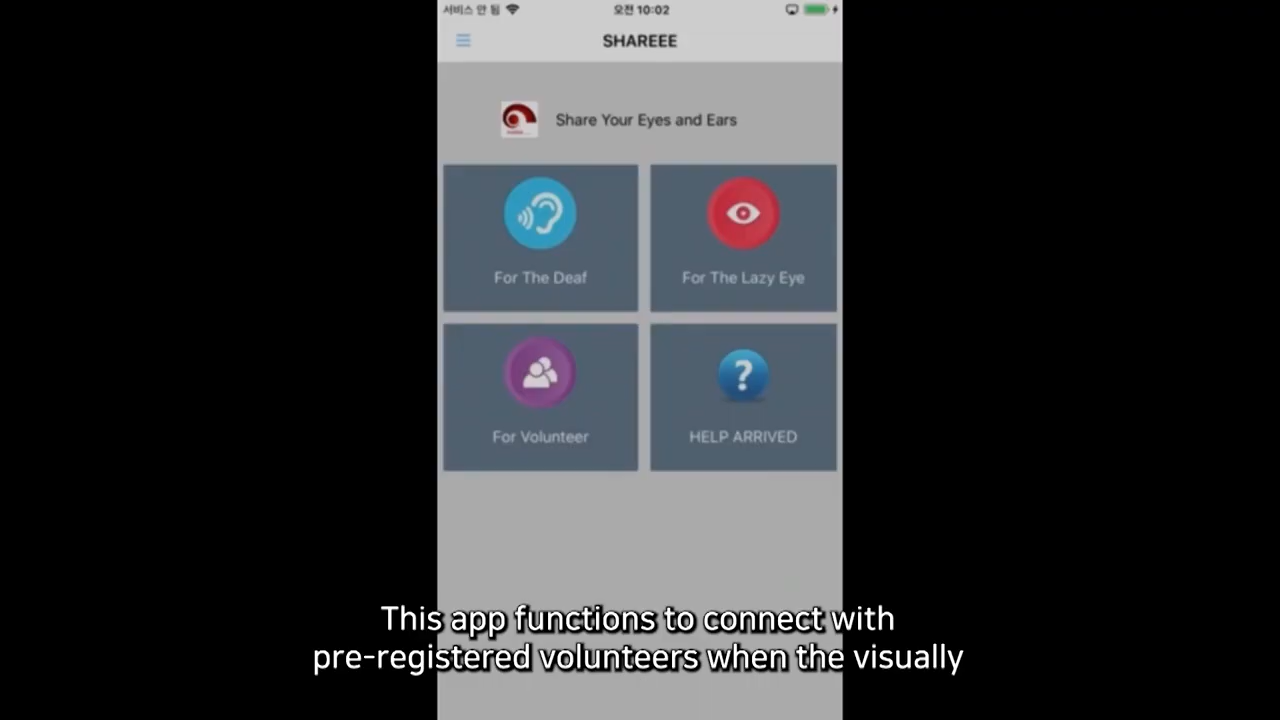 서비스 안 됨 오전 10:02
SHAREEE
Share Your Eyes and Ears
For The Deaf For The Lazy Eye
For Volunteer HELP ARRIVED
This app functions to connect with
pre-registered volunteers when the visually